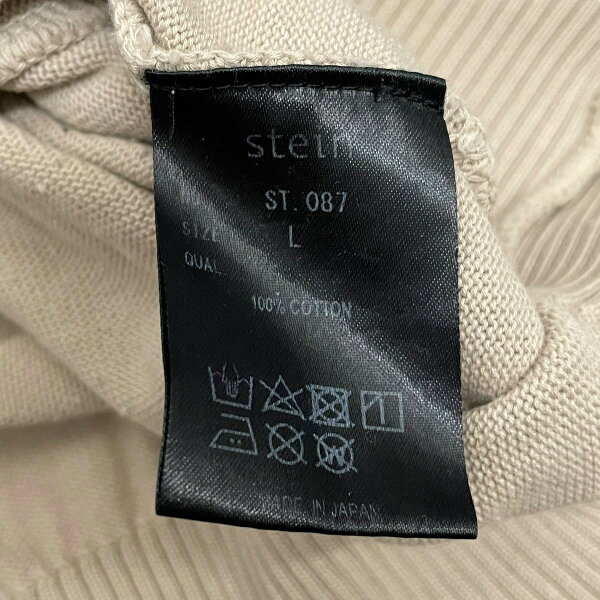 stein
ST.087
SIZE L
QUAL.
100% COTTON
W
MADE IN JAPAN